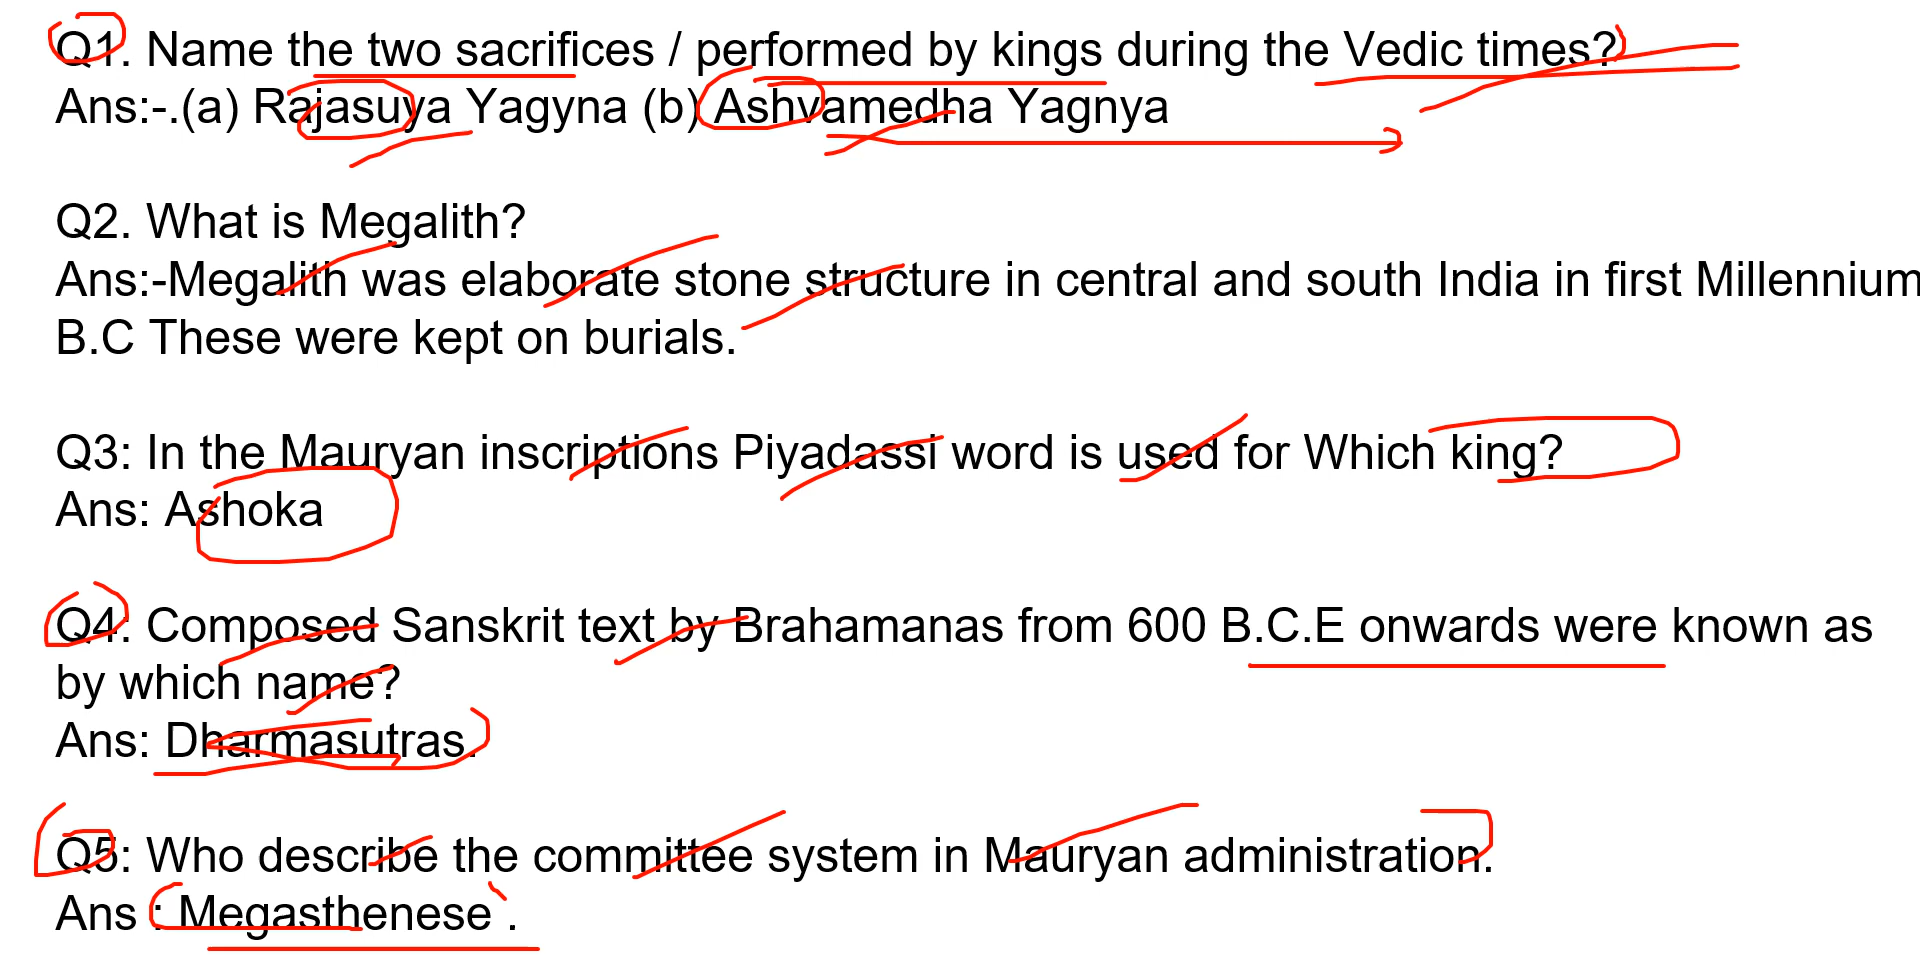 Q1. Name the two sacrifices / performed by kings during the Vedic times?
Ans:-.(a) Rajasuya Yagyna (b) Ashvamedha Yagnya
Q2. What is Megalith?
Ans:-Megalith was elaborate stone structure in central and south India in first Millennium
B.C These were kept on burials.
Q3: In the Mauryan inscriptions Piyadassi word is used for Which king?
Ans: Ashoka
Q4: Composed Sanskrit text by Brahamanas from 600 B.C.E onwards were known as
by which name?
Ans: Dharmasutras.
Q5: Who describe the committee system in Mauryan administration.
Ans : Megasthenese .